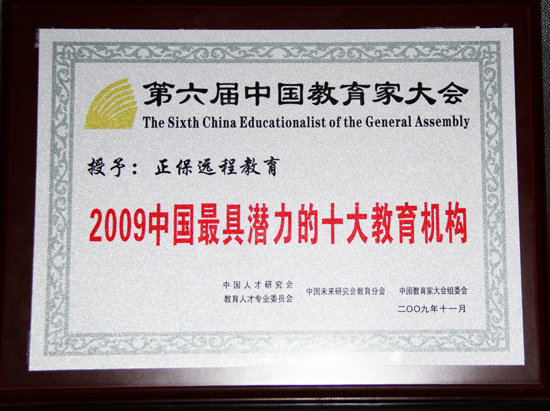 第六届中国教育家大会
The Sixth China Educationalist of the General Assembly
授予：正保远程教育
2009中国最具潜力的十大教育机构
中国人才研究会
教育人才专业委员会
中国未来研究会教育分会
中国教育家大会组委会
二〇〇九年十一月